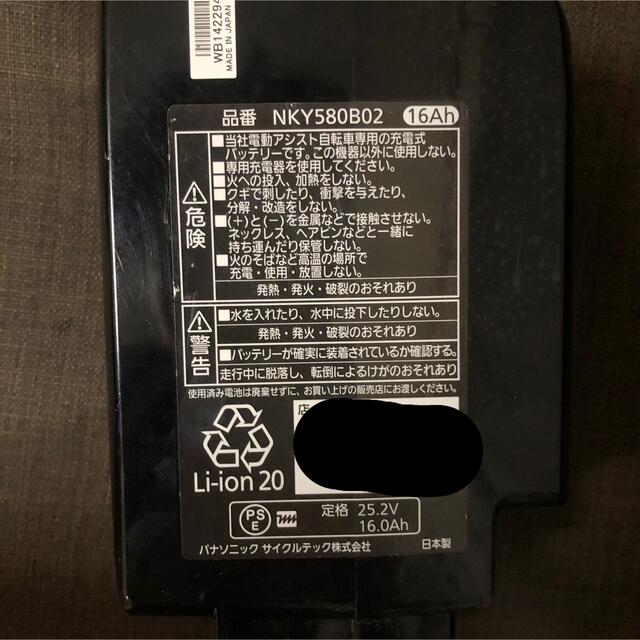 WB142294
MADE IN JAPAN
品番 NKY580B02 16Ah
危険
■当社電動アシスト自転車専用の充電式
バッテリーです。この機器以外に使用しない。
■専用充電器を使用してください。
■火への投入、加熱をしない。
■クギで刺したり、衝撃を与えたり、
分解・改造をしない。
■(+)と(−)を金属などで接触させない。
ネックレス、ヘアピンなどと一緒に
持ち運んだり保管しない。
■火のそばなど高温の場所で
充電・使用・放置しない。
発熱・発火・破裂のおそれあり
警告
■水を入れたり、水中に投下したりしない。
発熱・発火・破裂のおそれあり
■バッテリーが確実に装着されているか確認する。
走行中に脱落し、転倒によるけがのおそれあり
使用済み電池は廃棄せずに、お買い上げの販売店にお渡しください。
店
Li-ion 20
PS
E
定格 25.2V
16.0Ah
パナソニック サイクルテック株式会社 日本製